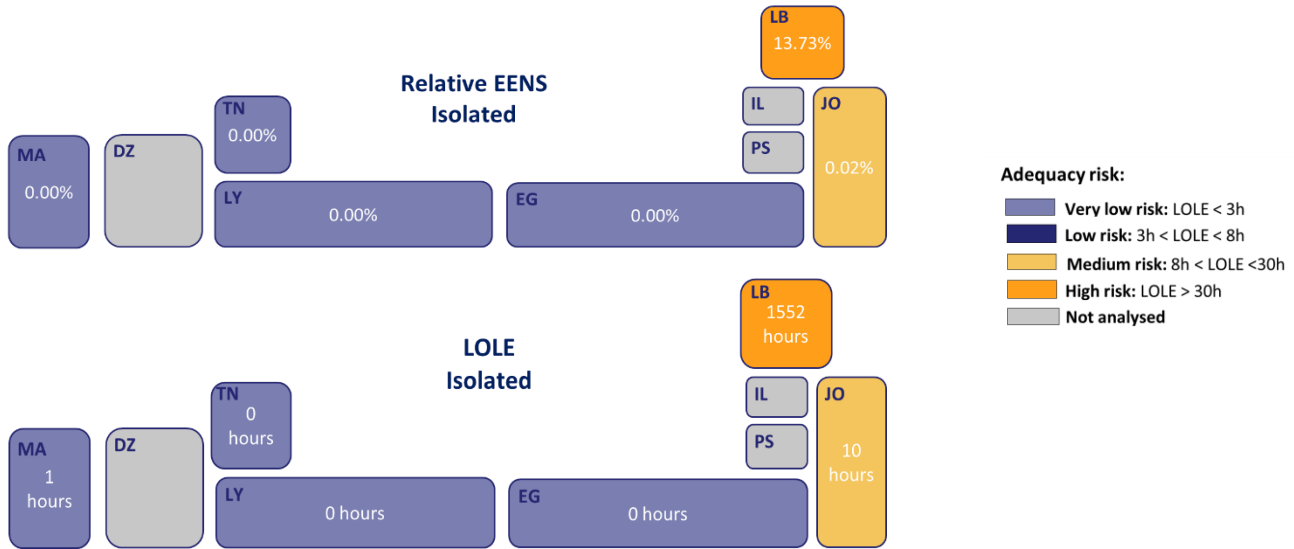 LB
13.73%
Relative EENS
Isolated
TN
0.00%
IL
JO
PS
MA
0.00%
DZ
0.02%
LY
0.00%
EG
0.00%
Adequacy risk:
Very low risk: LOLE < 3h
Low risk: 3h < LOLE < 8h
Medium risk: 8h < LOLE <30h
High risk: LOLE > 30h
Not analysed
LB
1552
hours
LOLE
Isolated
TN
0
hours
IL
JO
PS
MA
1
hours
DZ
10
hours
LY
0 hours
EG
0 hours